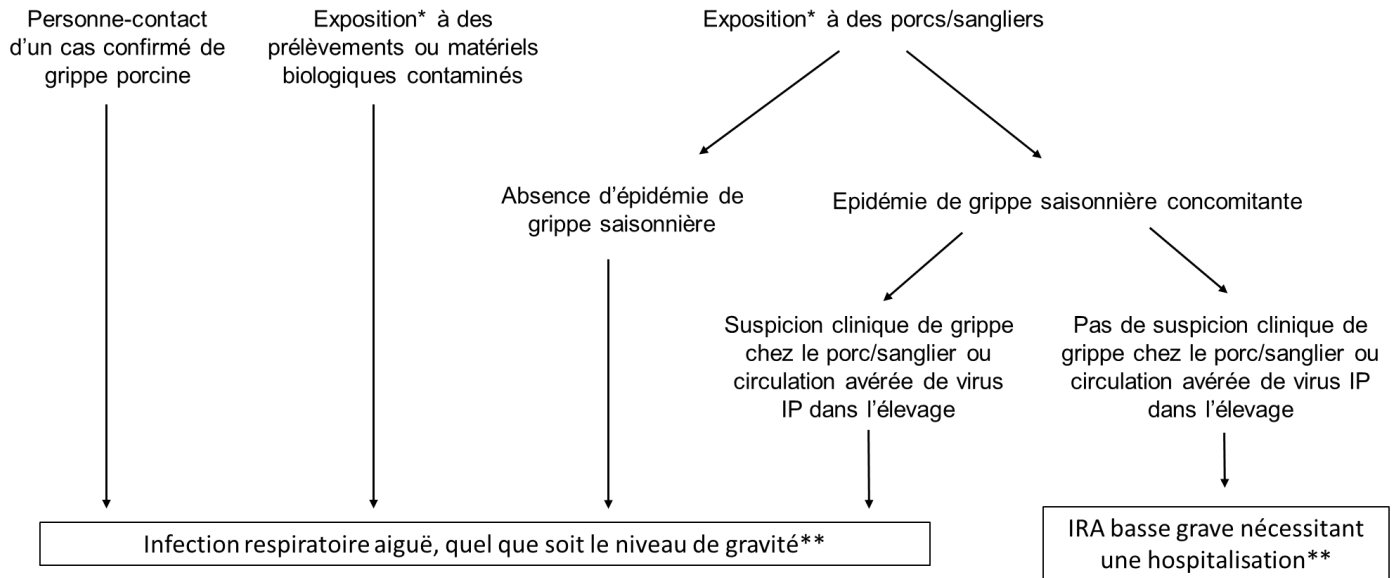 Personne-contact
d'un cas confirmé de
grippe porcine
Exposition* à des
prélèvements ou matériels
biologiques contaminés
Exposition* à des porcs/sangliers
Absence d'épidémie de
grippe saisonnière
Epidémie de grippe saisonnière concomitante
Suspicion clinique de grippe
chez le porc/sanglier ou
circulation avérée de virus
IP dans l'élevage
Pas de suspicion clinique de
grippe chez le porc/sanglier ou
circulation avérée de virus IP
dans l'élevage
Infection respiratoire aiguë, quel que soit le niveau de gravité**
IRA basse grave nécessitant
une hospitalisation**